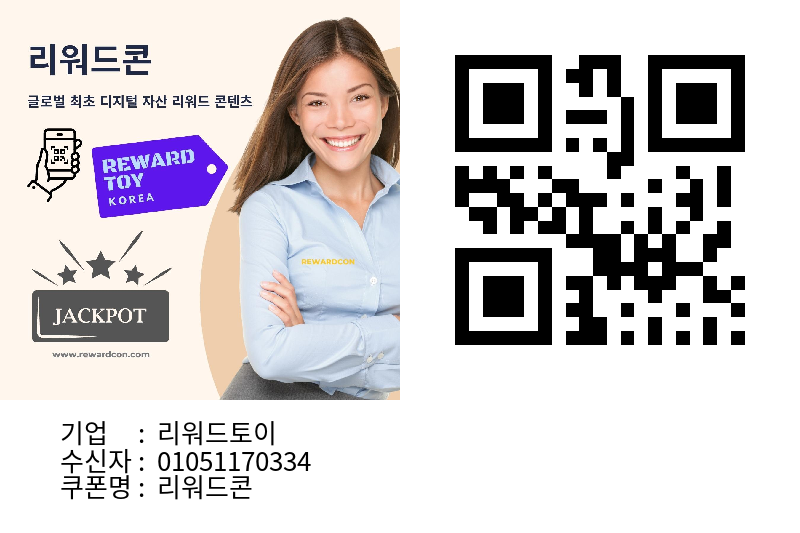 리워드콘
글로벌 최초 디지털 자산 리워드 콘텐츠
REWARD
TOY
KOREA
REWARDCON
JACKPOT
www.rewardcon.com
기업 : 리워드토이
수신자 : 01051170334
쿠폰명 : 리워드콘